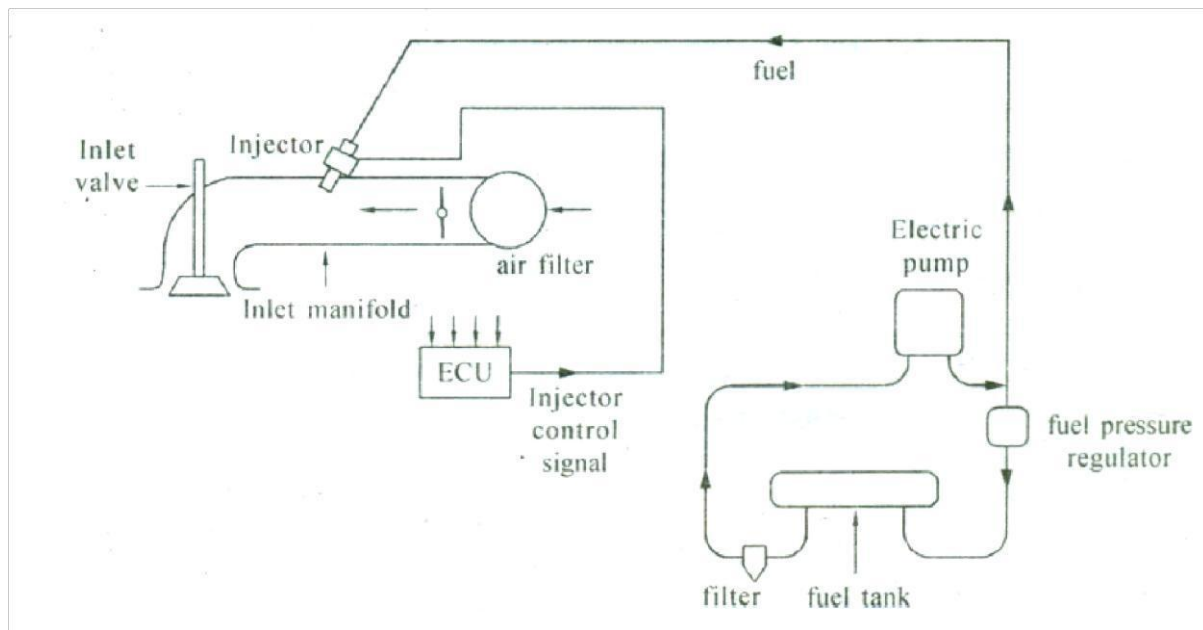 fuel
Injector
Inlet
valve
Electric
pump
air filter
Inlet manifold
ECU
Injector
control
signal
fuel pressure
regulator
filter
fuel tank